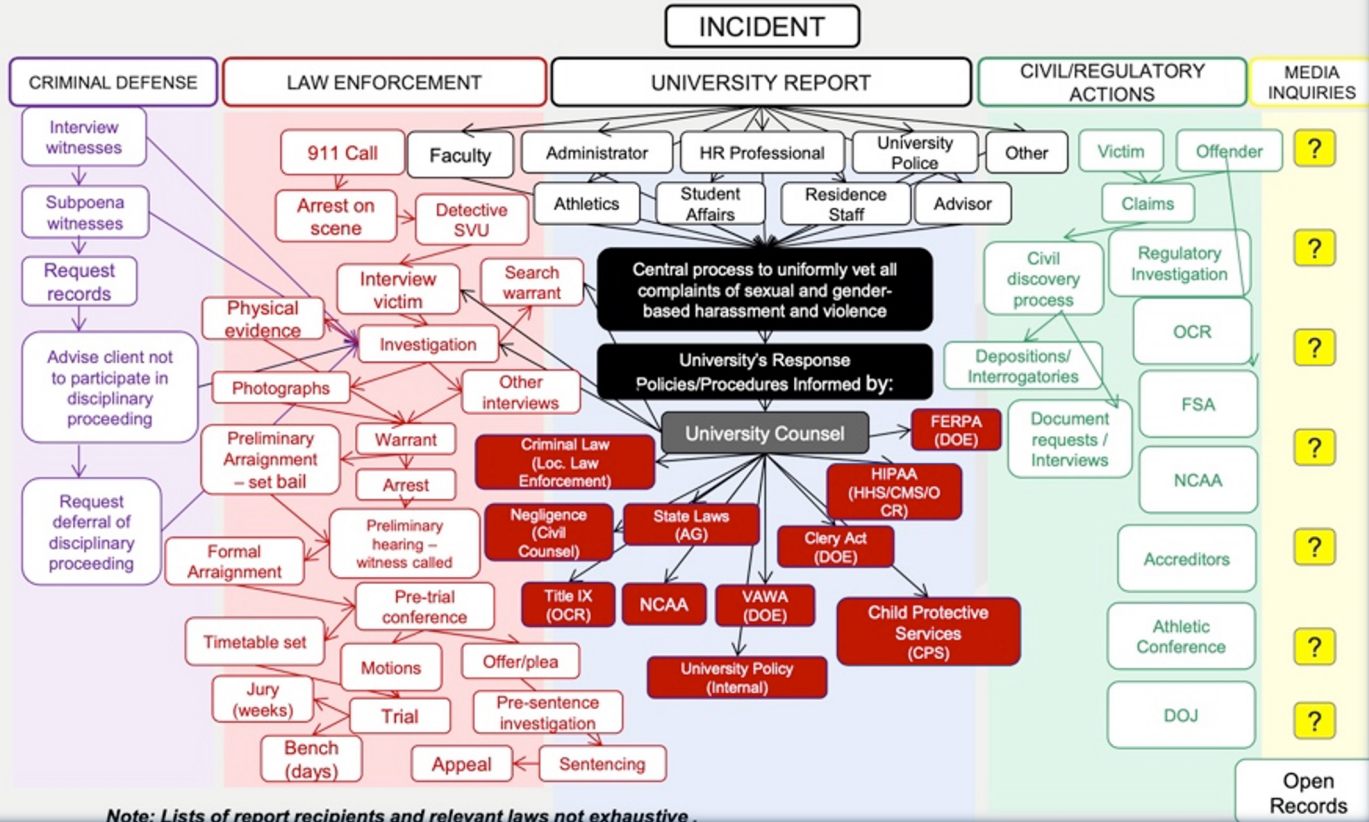 INCIDENT
CRIMINAL DEFENSE
LAW ENFORCEMENT
UNIVERSITY REPORT
CIVIL/REGULATORY
ACTIONS
MEDIA
INQUIRIES
Interview
witnesses
Subpoena
witnesses
Request
records
Advise client not
to participate in
disciplinary
proceeding
Request
deferral of
disciplinary
proceeding
911 Call
Arrest on
scene
Detective
SVU
Interview
victim
Search
warrant
Physical
evidence
Investigation
Photographs
Other
interviews
Warrant
Preliminary
Arraignment
– set bail
Arrest
Preliminary
hearing –
witness called
Formal
Arraignment
Pre-trial
conference
Timetable set
Motions
Offer/plea
Jury
(weeks)
Trial
Pre-sentence
investigation
Bench
(days)
Appeal
Sentencing
Faculty
Administrator
HR Professional
University
Police
Other
Athletics
Student
Affairs
Residence
Staff
Advisor
Central process to uniformly vet all
complaints of sexual and gender-
based harassment and violence
University's Response
Policies/Procedures Informed by:
University Counsel
FERPA
(DOE)
Criminal Law
(Loc. Law
Enforcement)
HIPAA
(HHS/CMS/O
CR)
Negligence
(Civil
Counsel)
State Laws
(AG)
Clery Act
(DOE)
Title IX
(OCR)
NCAA
VAWA
(DOE)
Child Protective
Services
(CPS)
University Policy
(Internal)
Victim
Offender
Claims
Civil
discovery
process
Regulatory
Investigation
OCR
Depositions/
Interrogatories
FSA
Document
requests /
Interviews
NCAA
Accreditors
Athletic
Conference
DOJ
?
?
?
?
?
?
?
Open
Records
Note: Lists of report recipients and relevant laws not exhaustive .